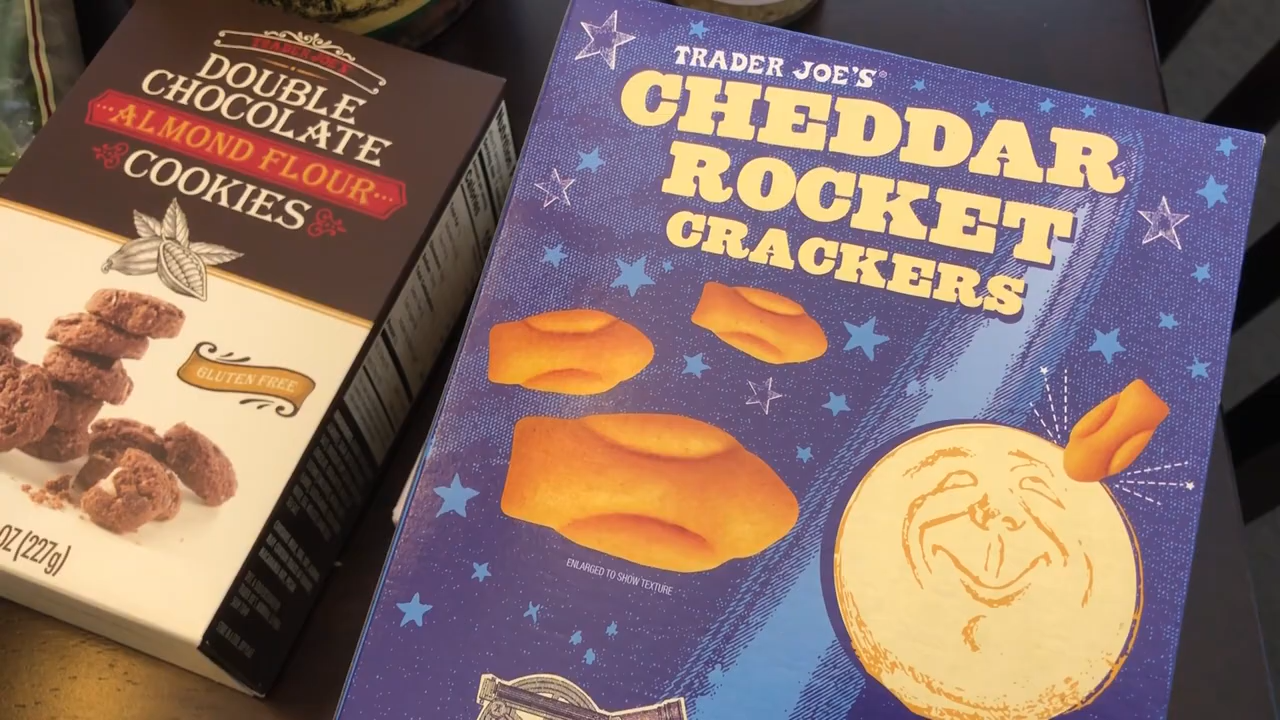 TRADER JOE'S
DOUBLE
CHOCOLATE
ALMOND FLOUR
COOKIES
GLUTEN FREE
OZ (227g)
TRADER JOE'S®
CHEDDAR
ROCKET
CRACKERS
ENLARGED TO SHOW TEXTURE